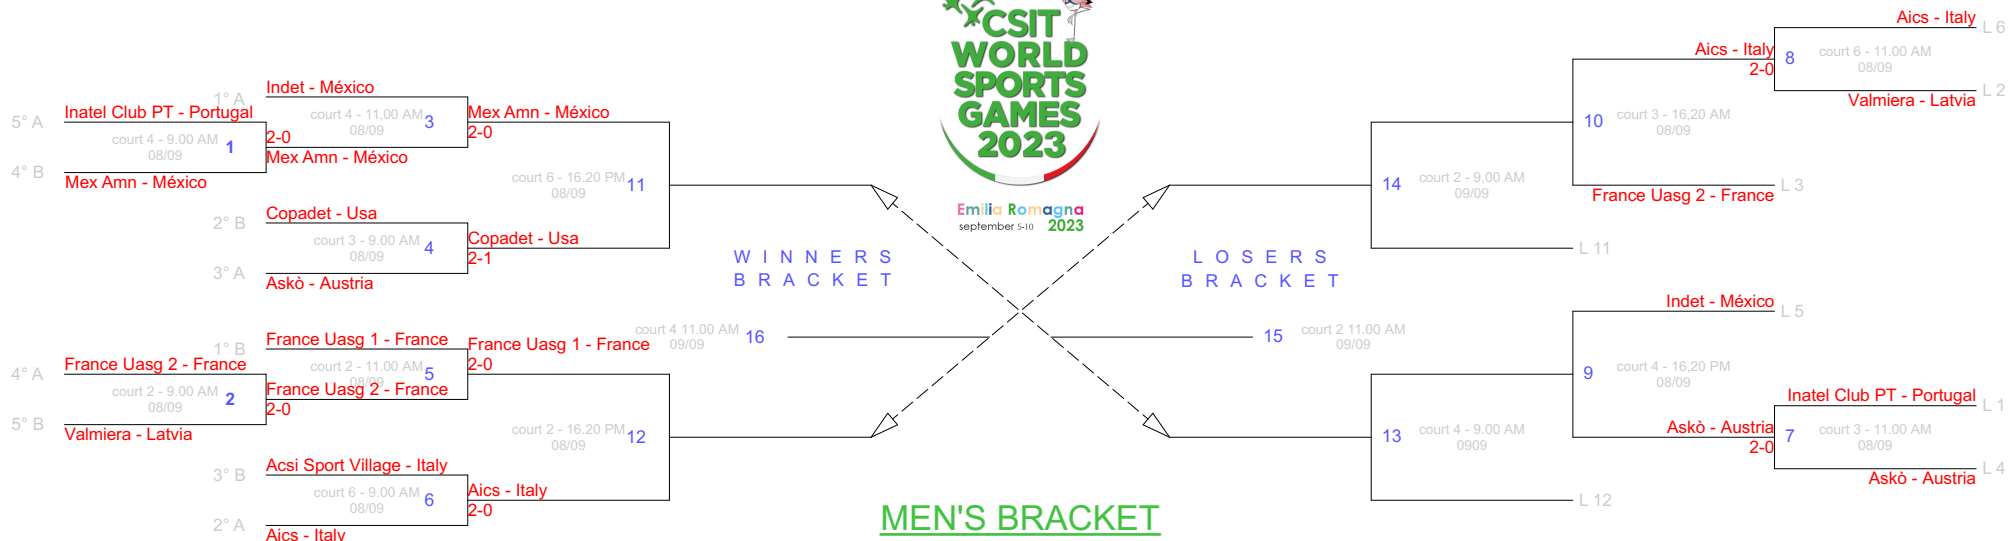 CSIT
WORLD
SPORTS
GAMES
2023
Emilia Romagna
september 5-10 2023
WINNERS
BRACKET
LOSERS
BRACKET
MEN'S BRACKET
5° A
Inatel Club PT - Portugal
court 4 - 9.00 AM
08/09
1
4° B
Mex Amn - México
1° A
Indet - México
court 4 - 11,00 AM
08/09
3
2-0
Mex Amn - México
2° B
Copadet - Usa
court 3 - 9.00 AM
08/09
4
3° A
Askò - Austria
Mex Amn - México
2-0
court 6 - 16.20 PM
08/09
11
Copadet - Usa
2-1
4° A
France Uasg 2 - France
court 2 - 9.00 AM
08/09
2
5° B
Valmiera - Latvia
1° B
France Uasg 1 - France
court 2 - 11.00 AM
08/09
5
France Uasg 2 - France
2-0
3° B
Acsi Sport Village - Italy
court 6 - 9.00 AM
08/09
6
2° A
Aics - Italy
France Uasg 1 - France
2-0
court 2 - 16.20 PM
08/09
12
Aics - Italy
2-0
court 4 11.00 AM
09/09
16
15
court 2 11.00 AM
09/09
Aics - Italy
L 6
Aics - Italy
2-0
8
court 6 - 11.00 AM
08/09
Valmiera - Latvia
L 2
10
court 3 - 16,20 AM
08/09
France Uasg 2 - France
L 3
14
court 2 - 9,00 AM
09/09
L 11
Indet - México
L 5
9
court 4 - 16,20 PM
08/09
Inatel Club PT - Portugal
L 1
Askò - Austria
2-0
7
court 3 - 11.00 AM
08/09
Askò - Austria
L 4
13
court 4 - 9.00 AM
0909
L 12